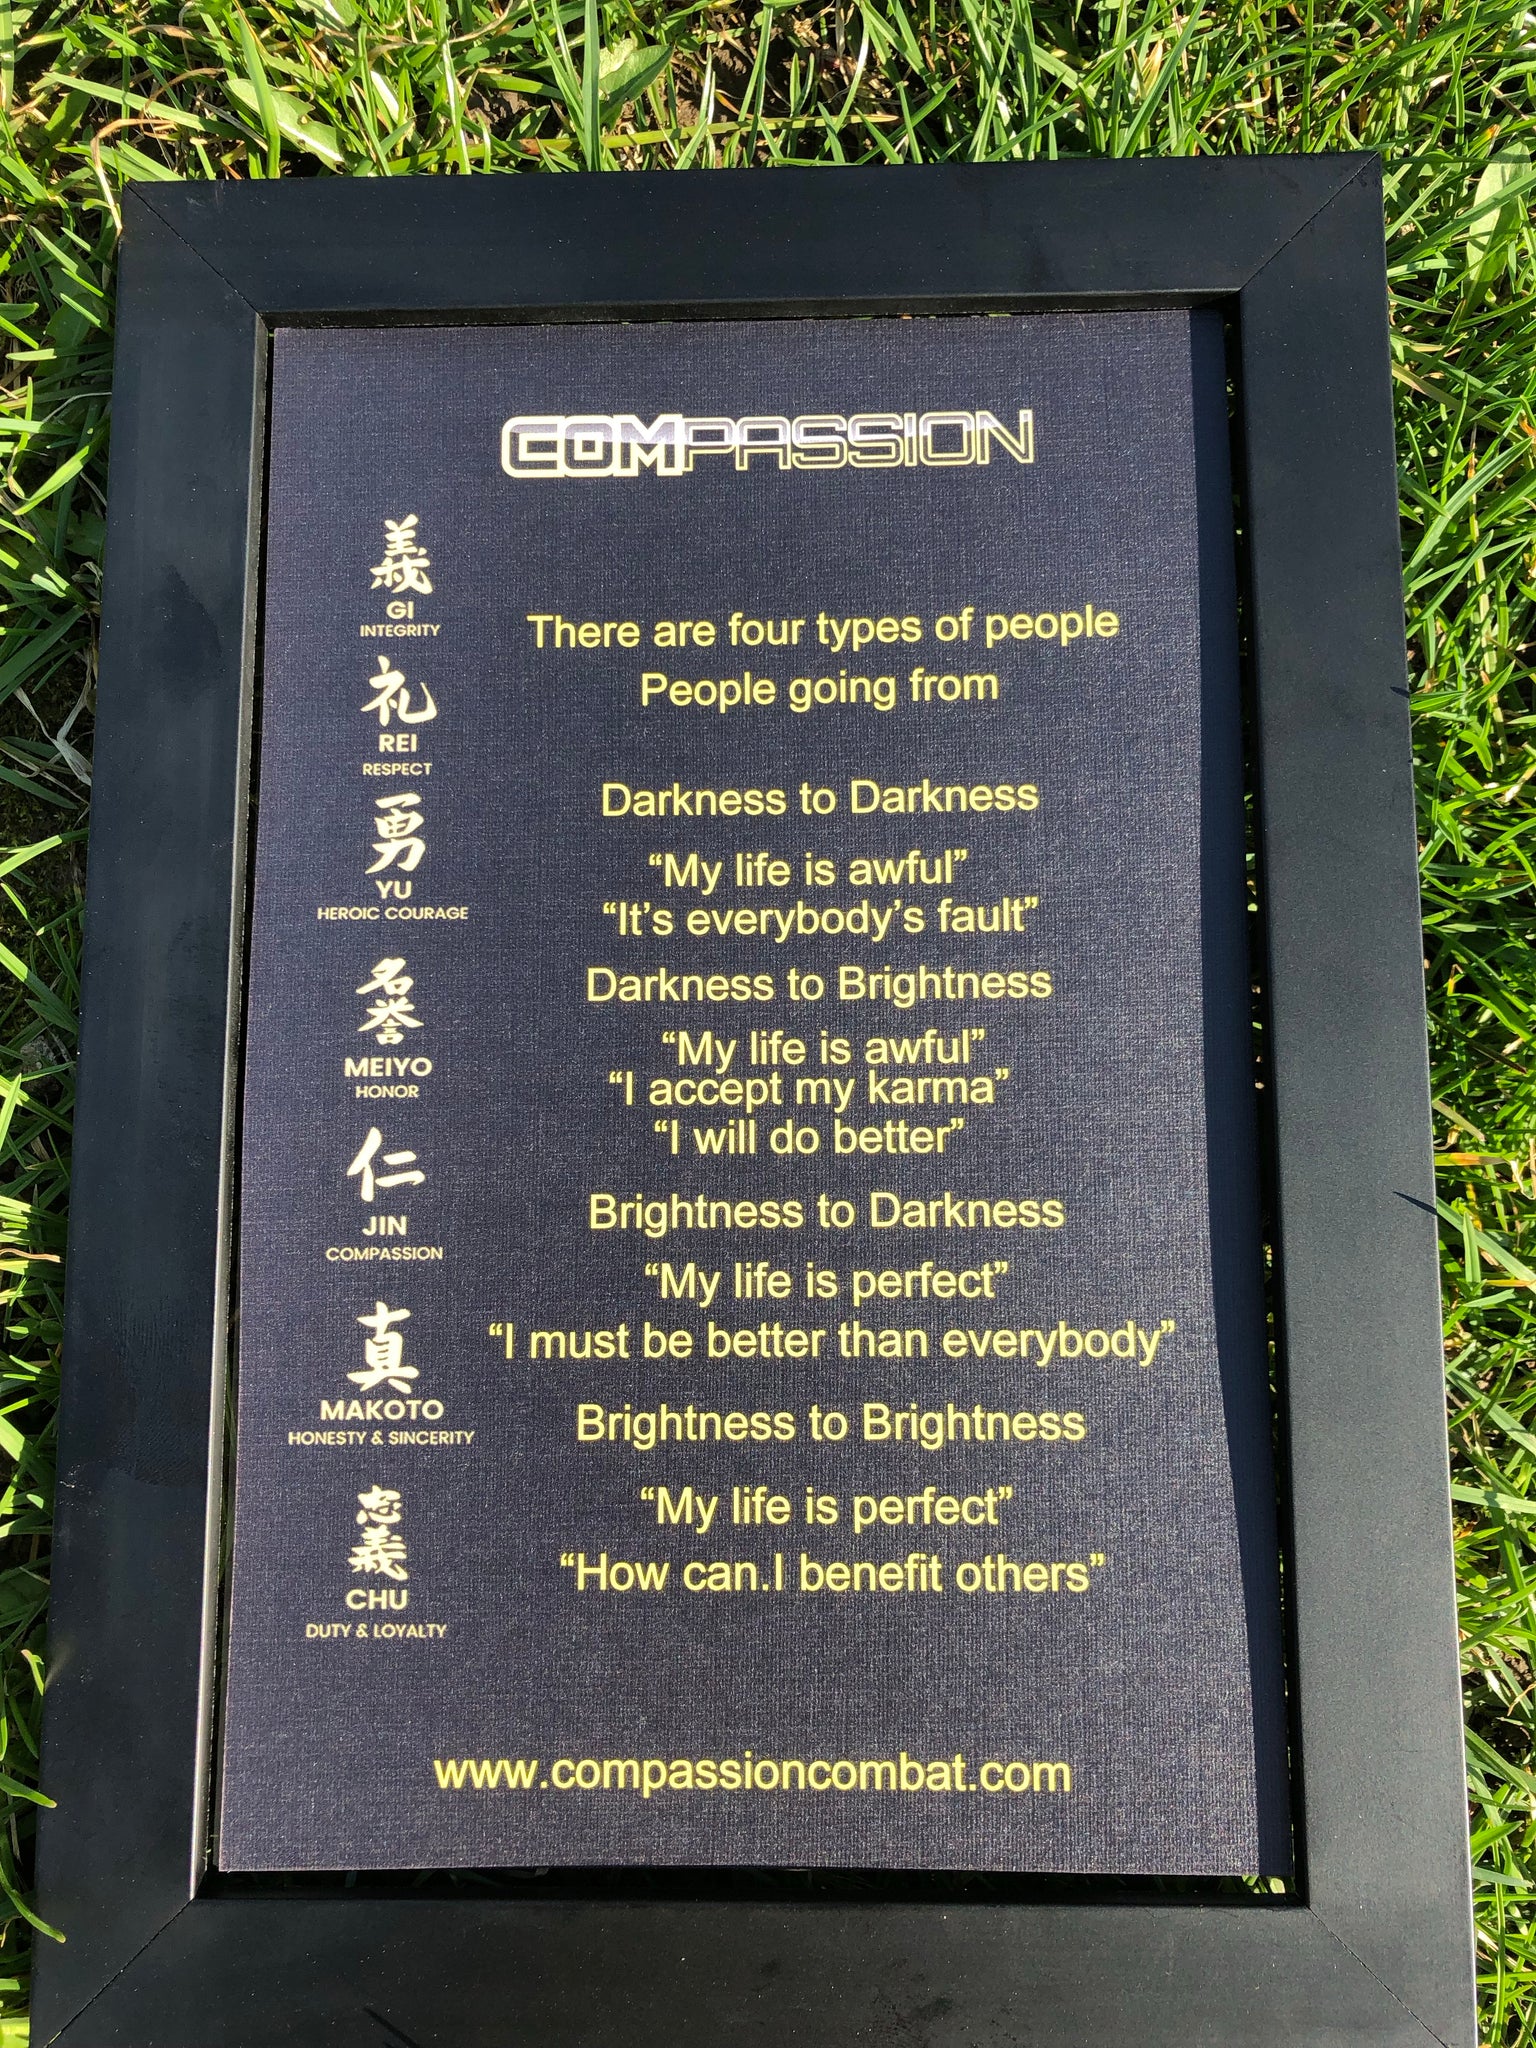 COMPASSION
義
GI
INTEGRITY
礼
REI
RESPECT
勇
YU
HEROIC COURAGE
名
誉
MEIYO
HONOR
仁
JIN
COMPASSION
真
MAKOTO
HONESTY & SINCERITY
忠
義
CHU
DUTY & LOYALTY
There are four types of people
People going from
Darkness to Darkness
“My life is awful”
“It’s everybody’s fault”
Darkness to Brightness
“My life is awful”
“I accept my karma”
“I will do better”
Brightness to Darkness
“My life is perfect”
“I must be better than everybody”
Brightness to Brightness
“My life is perfect”
“How can.I benefit others”
www.compassioncombat.com